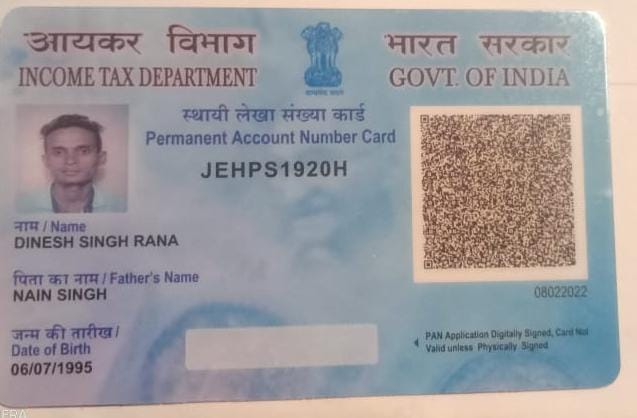 आयकर विभाग
INCOME TAX DEPARTMENT
भारत सरकार
GOVT. OF INDIA
सत्यमेव जयते
स्थायी लेखा संख्या कार्ड
Permanent Account Number Card
JEHPS1920H
नाम / Name
DINESH SINGH RANA
पिता का नाम / Father's Name
NAIN SINGH
08022022
जन्म की तारीख /
Date of Birth
06/07/1995
PAN Application Digitally Signed, Card Not
Valid unless Physically Signed